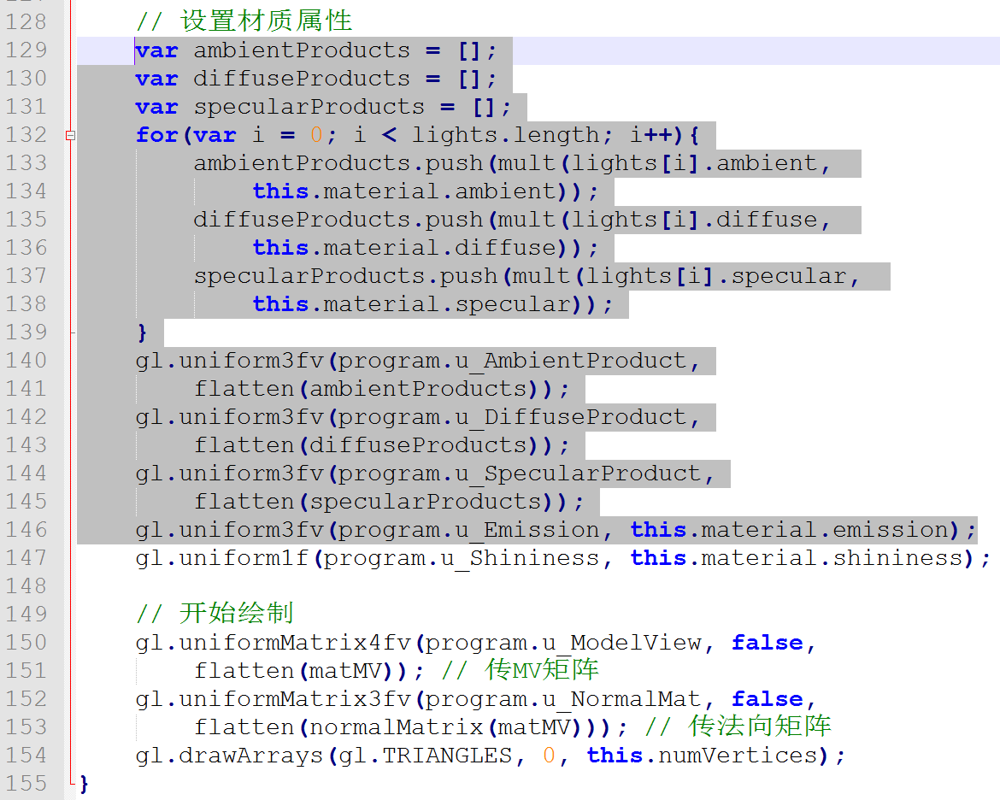 128 // 设置材质属性
129 var ambientProducts = [];
130 var diffuseProducts = [];
131 var specularProducts = [];
132 for(var i = 0; i < lights.length; i++){
133 ambientProducts.push(mult(lights[i].ambient,
134 this.material.ambient));
135 diffuseProducts.push(mult(lights[i].diffuse,
136 this.material.diffuse));
137 specularProducts.push(mult(lights[i].specular,
138 this.material.specular));
139 }
140 gl.uniform3fv(program.u_AmbientProduct,
141 flatten(ambientProducts));
142 gl.uniform3fv(program.u_DiffuseProduct,
143 flatten(diffuseProducts));
144 gl.uniform3fv(program.u_SpecularProduct,
145 flatten(specularProducts));
146 gl.uniform3fv(program.u_Emission, this.material.emission);
147 gl.uniform1f(program.u_Shininess, this.material.shininess);
148
149 // 开始绘制
150 gl.uniformMatrix4fv(program.u_ModelView, false,
151 flatten(matMV)); // 传MV矩阵
152 gl.uniformMatrix3fv(program.u_NormalMat, false,
153 flatten(normalMatrix(matMV))); // 传法向矩阵
154 gl.drawArrays(gl.TRIANGLES, 0, this.numVertices);
155 }